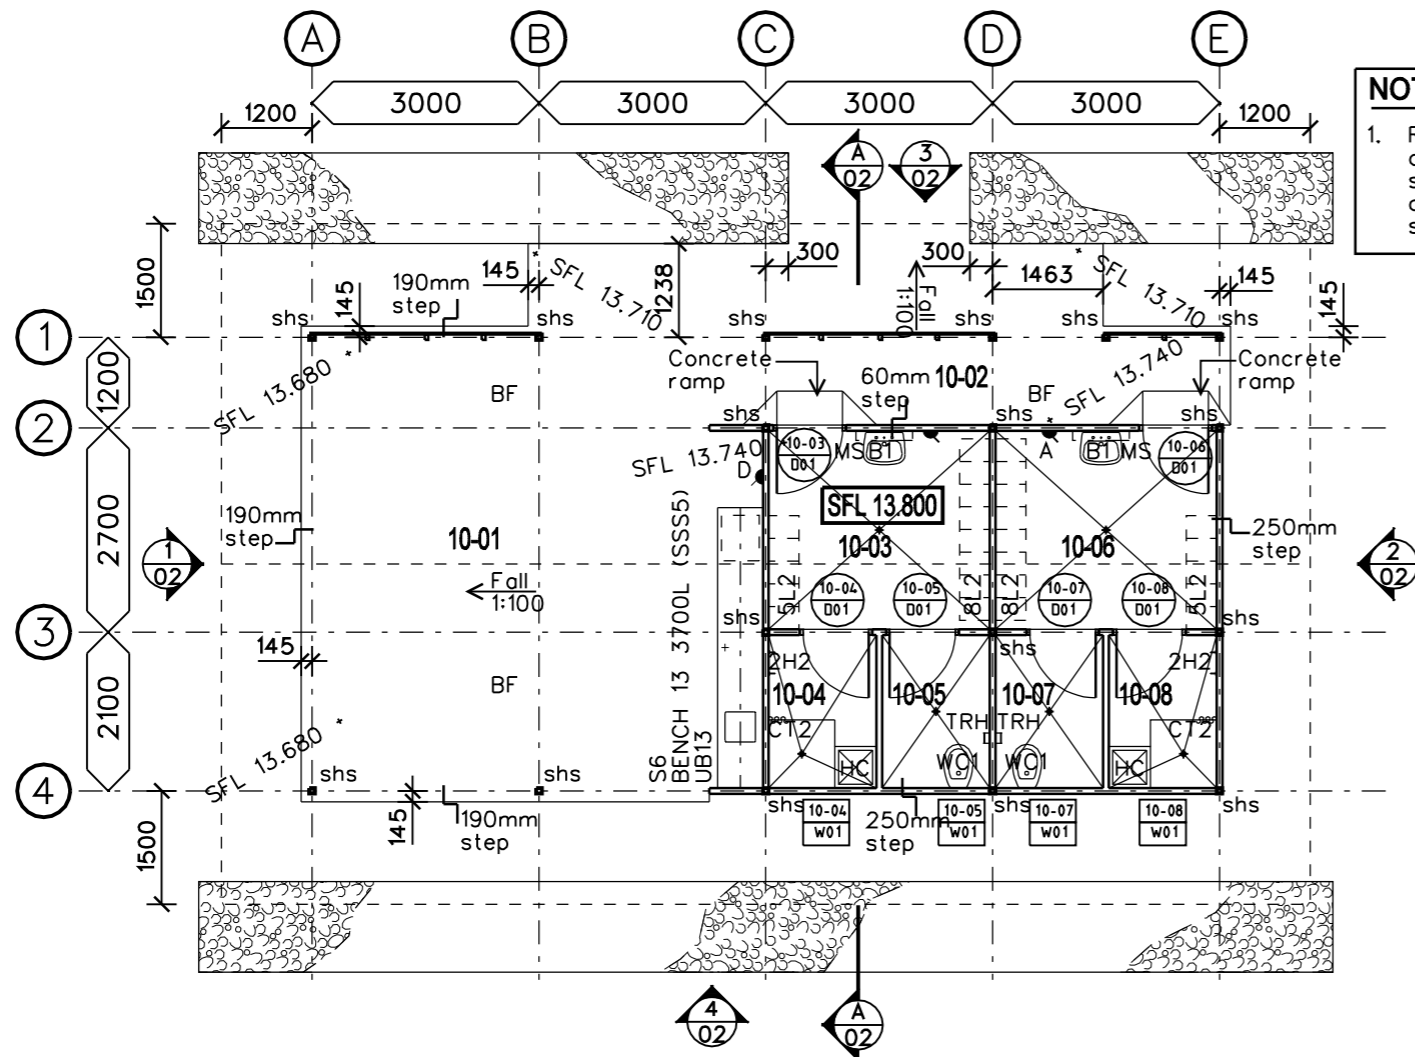 A
B
C
D
E
3000
3000
3000
3000
1200
1200
NOT
1.
A
02
3
02
1500
145
190mm
step
145
SFL 13.710
1238
300
300
Fall
1:100
1463
SFL 13.710
145
145
shs
shs
shs
shs
shs
1
1200
SFL 13.680
BF
Concrete
ramp
60mm
step
10-02
BF
SFL 13.740
Concrete
ramp
2
shs
shs
shs
SFL 13.740
D
10-03
D01
MS
B1
A
B1
MS
10-06
D01
2700
190mm
step
1
02
10-01
Fall
1:100
SFL 13.800
10-03
10-06
250mm
step
2
02
5L2
10-04
D01
10-05
D01
8L2
8L2
10-07
D01
10-08
D01
5L2
3
shs
shs
shs
145
2100
BF
S6
BENCH 13 3700L (SSS5)
UB13
2H2
2H2
10-04
10-05
10-07
10-08
TRH
TRH
CT2
CT2
SFL 13.680
HC
WC1
WC1
HC
4
shs
shs
shs
shs
shs
145
190mm
step
250mm
step
10-04
W01
10-05
W01
10-07
W01
10-08
W01
1500
4
02
A
02